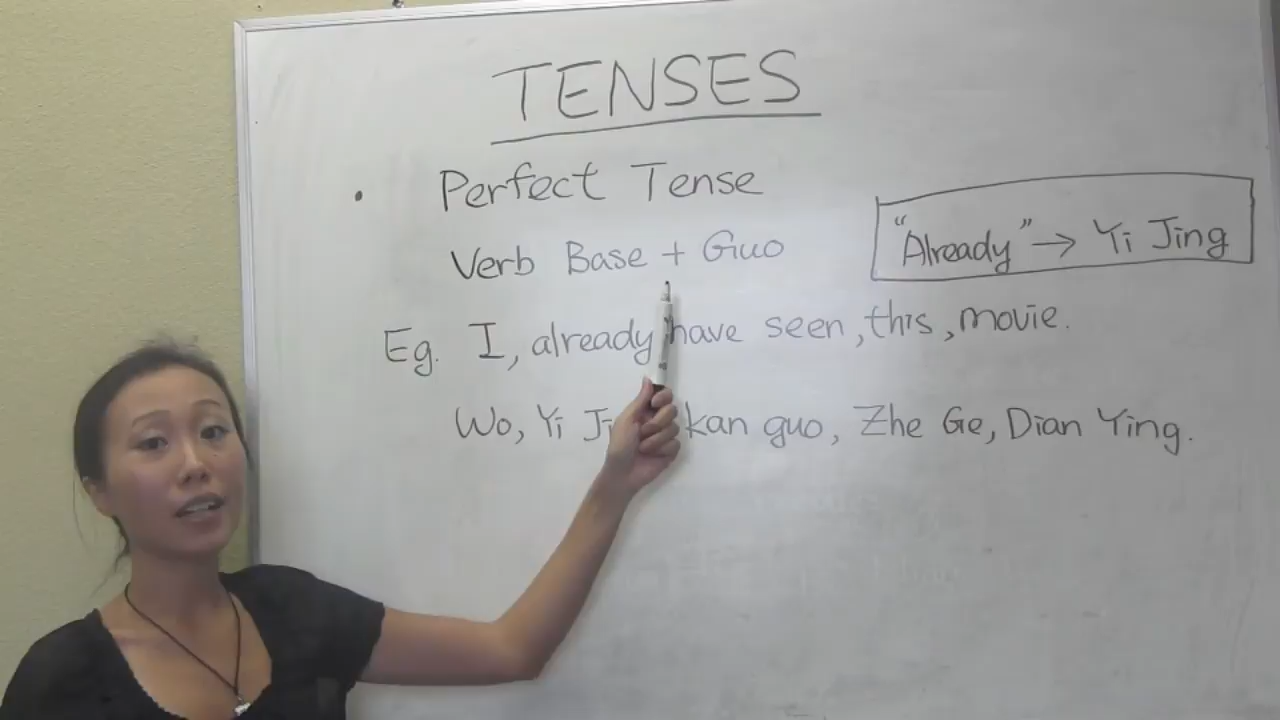 TENSES
• Perfect Tense
Verb Base + Guo
"Already" → Yi Jing
Eg. I, already have seen, this, movie.
Wo, Yi kan guo, Zhe Ge, Dian Ying.